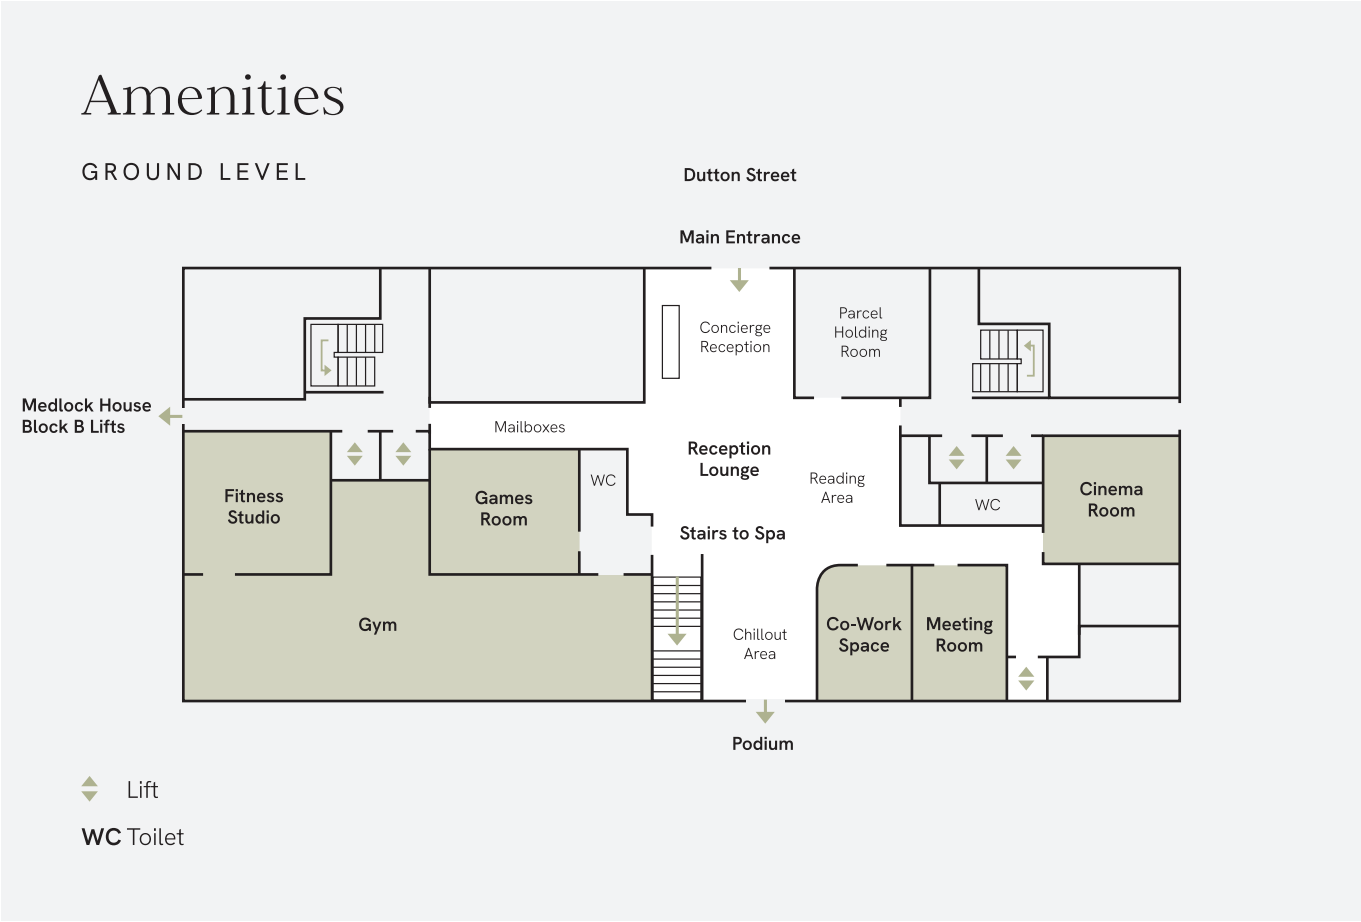 Amenities
GROUND LEVEL
Dutton Street
Main Entrance
Concierge
Reception
Parcel
Holding
Room
Medlock House
Block B Lifts
Mailboxes
Reception
Lounge
Reading
Area
WC
Fitness
Studio
Games
Room
WC
Cinema
Room
Stairs to Spa
Gym
Chillout
Area
Co-Work
Space
Meeting
Room
Podium
Lift
WC Toilet